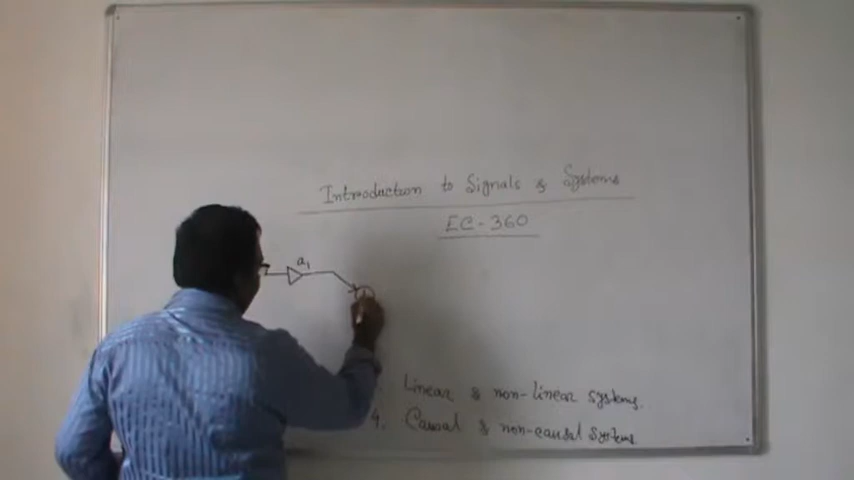 Introduction to Signals & Systems
EC-360
a1
Linear & non-linear systems.
4. Causal & non-causal systems